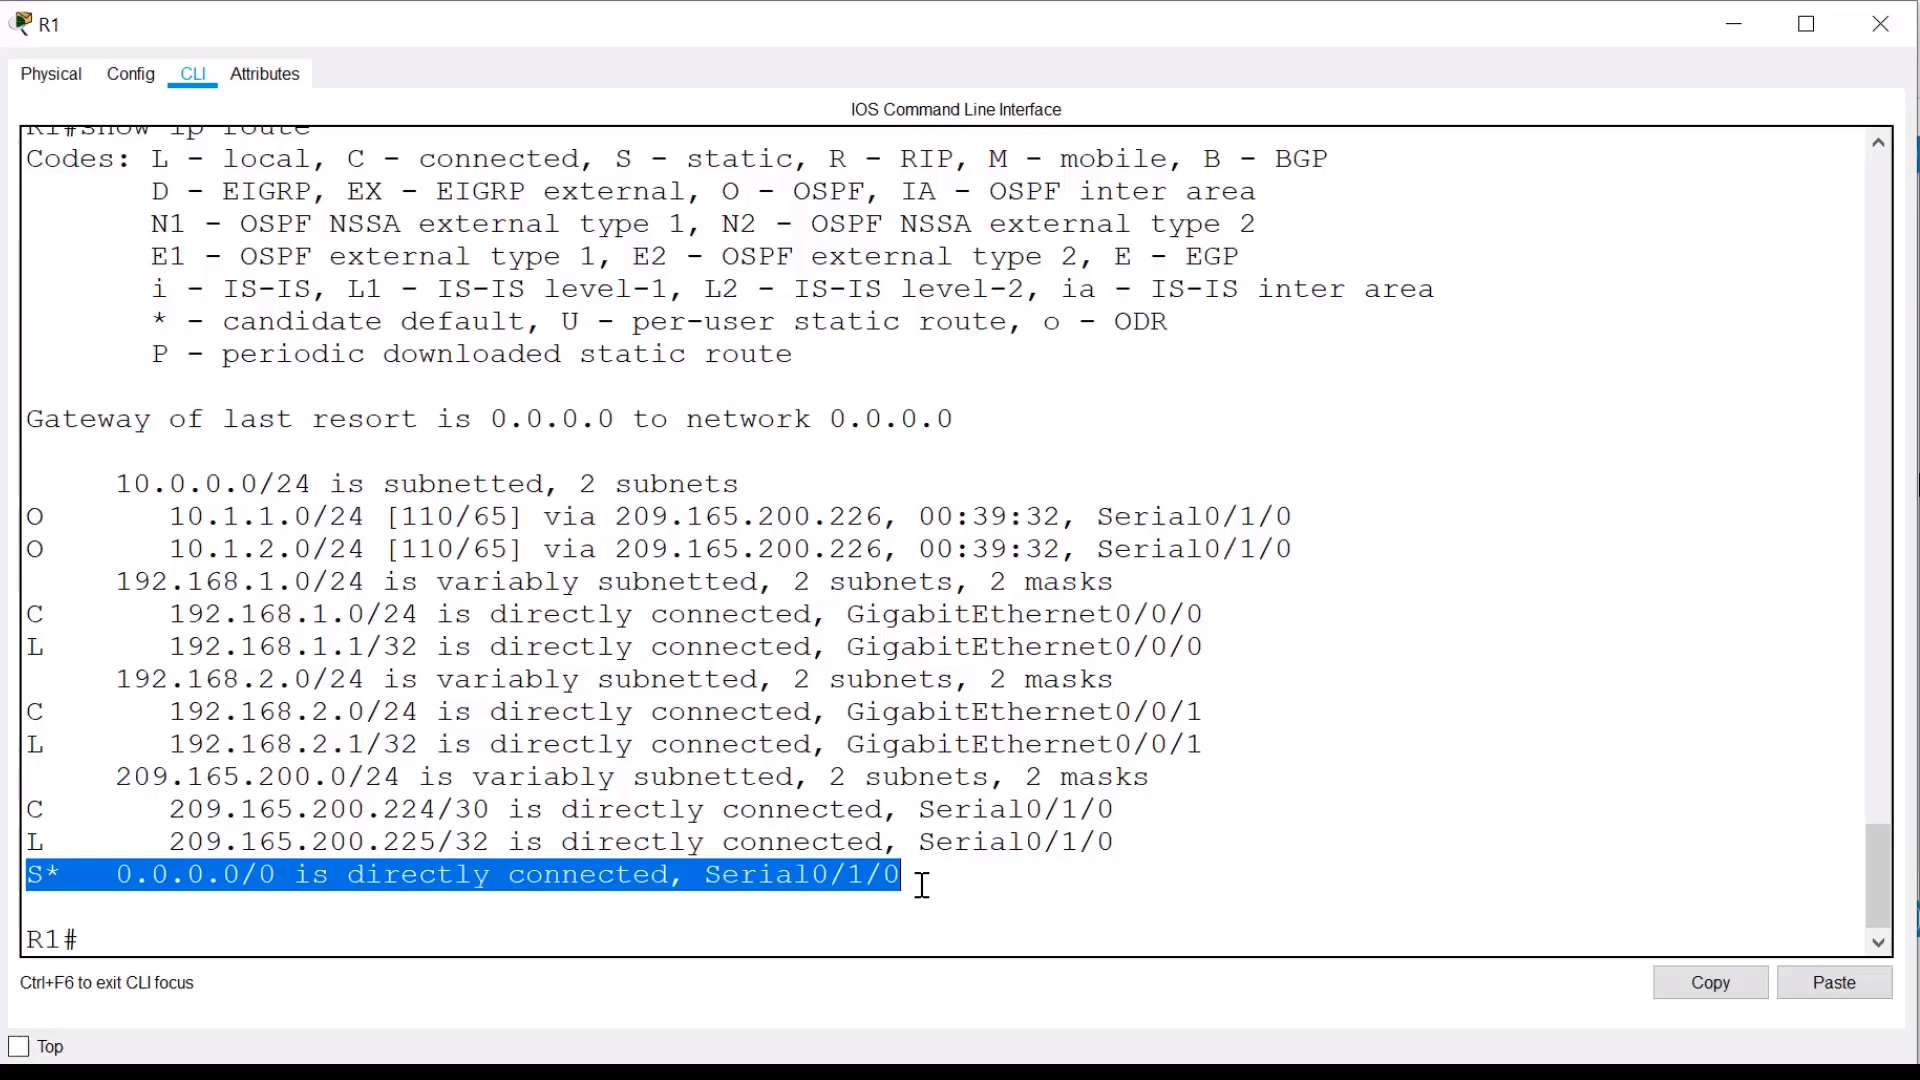 R1
Physical Config CLI Attributes
IOS Command Line Interface
R1#show ip route
Codes: L - local, C - connected, S - static, R - RIP, M - mobile, B - BGP
D - EIGRP, EX - EIGRP external, O - OSPF, IA - OSPF inter area
N1 - OSPF NSSA external type 1, N2 - OSPF NSSA external type 2
E1 - OSPF external type 1, E2 - OSPF external type 2, E - EGP
i - IS-IS, L1 - IS-IS level-1, L2 - IS-IS level-2, ia - IS-IS inter area
* - candidate default, U - per-user static route, o - ODR
P - periodic downloaded static route
Gateway of last resort is 0.0.0.0 to network 0.0.0.0
10.0.0.0/24 is subnetted, 2 subnets
O 10.1.1.0/24 [110/65] via 209.165.200.226, 00:39:32, Serial0/1/0
O 10.1.2.0/24 [110/65] via 209.165.200.226, 00:39:32, Serial0/1/0
192.168.1.0/24 is variably subnetted, 2 subnets, 2 masks
C 192.168.1.0/24 is directly connected, GigabitEthernet0/0/0
L 192.168.1.1/32 is directly connected, GigabitEthernet0/0/0
192.168.2.0/24 is variably subnetted, 2 subnets, 2 masks
C 192.168.2.0/24 is directly connected, GigabitEthernet0/0/1
L 192.168.2.1/32 is directly connected, GigabitEthernet0/0/1
209.165.200.0/24 is variably subnetted, 2 subnets, 2 masks
C 209.165.200.224/30 is directly connected, Serial0/1/0
L 209.165.200.225/32 is directly connected, Serial0/1/0
S* 0.0.0.0/0 is directly connected, Serial0/1/0
R1#
Ctrl+F6 to exit CLI focus
Copy Paste
Top